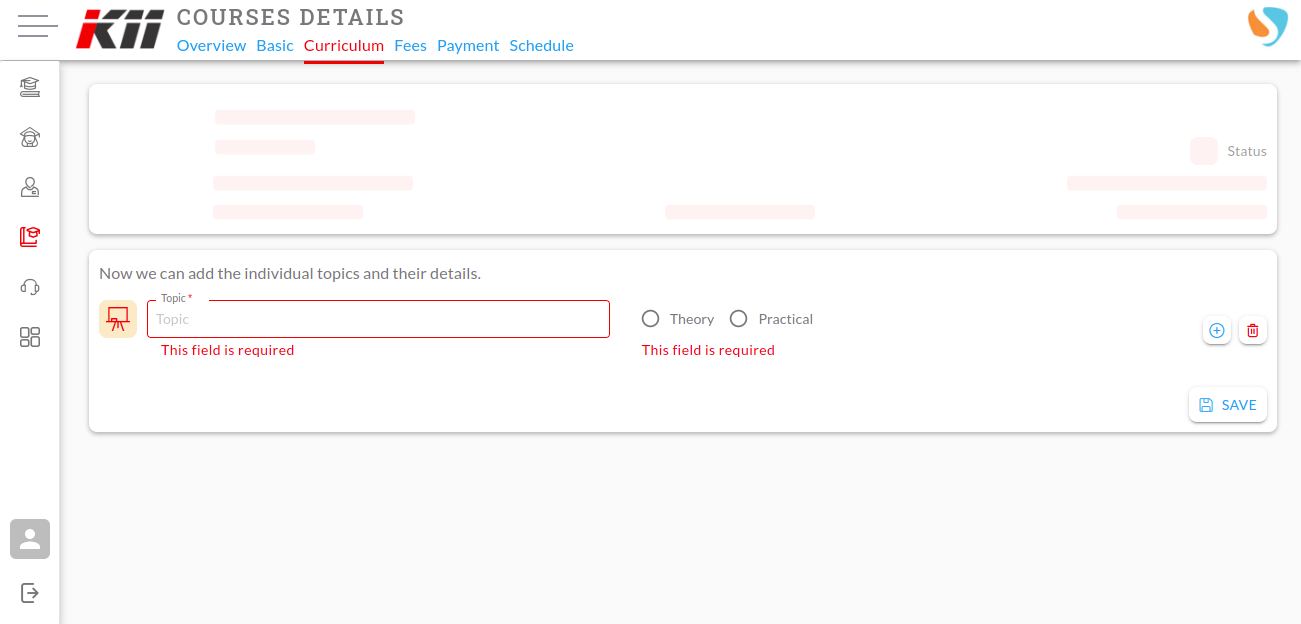 KII
COURSES DETAILS
Overview Basic Curriculum Fees Payment Schedule
Status
Now we can add the individual topics and their details.
Topic *
Topic
Theory Practical
This field is required
This field is required
SAVE